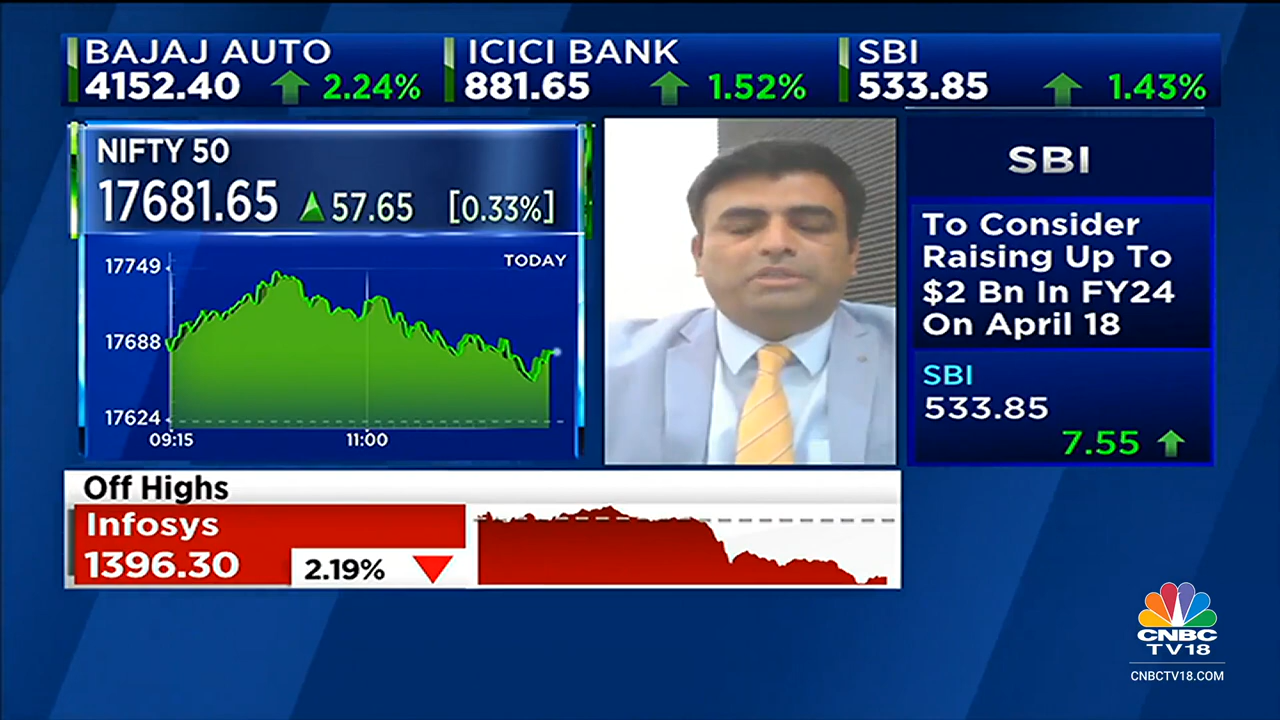 BAJAJ AUTO
4152.40 2.24%
ICICI BANK
881.65 1.52%
SBI
533.85 1.43%
NIFTY 50
17681.65 57.65 [0.33%]
TODAY
17749
17688
17624
09:15 11:00
SBI
To Consider
Raising Up To
$2 Bn In FY24
On April 18
SBI
533.85
7.55
Off Highs
Infosys
1396.30 2.19%
CNBC
TV18
CNBCTV18.COM